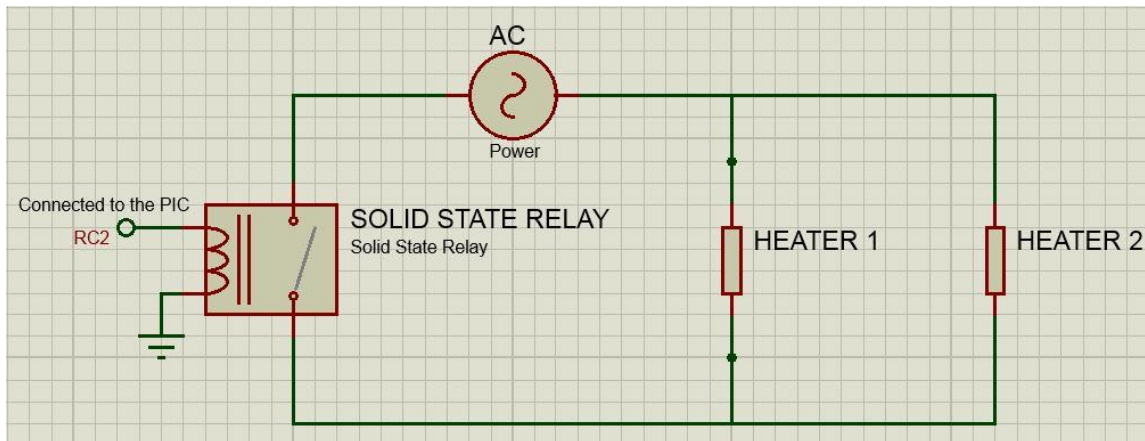 AC
Power
Connected to the PIC
RC2
SOLID STATE RELAY
Solid State Relay
HEATER 1
HEATER 2